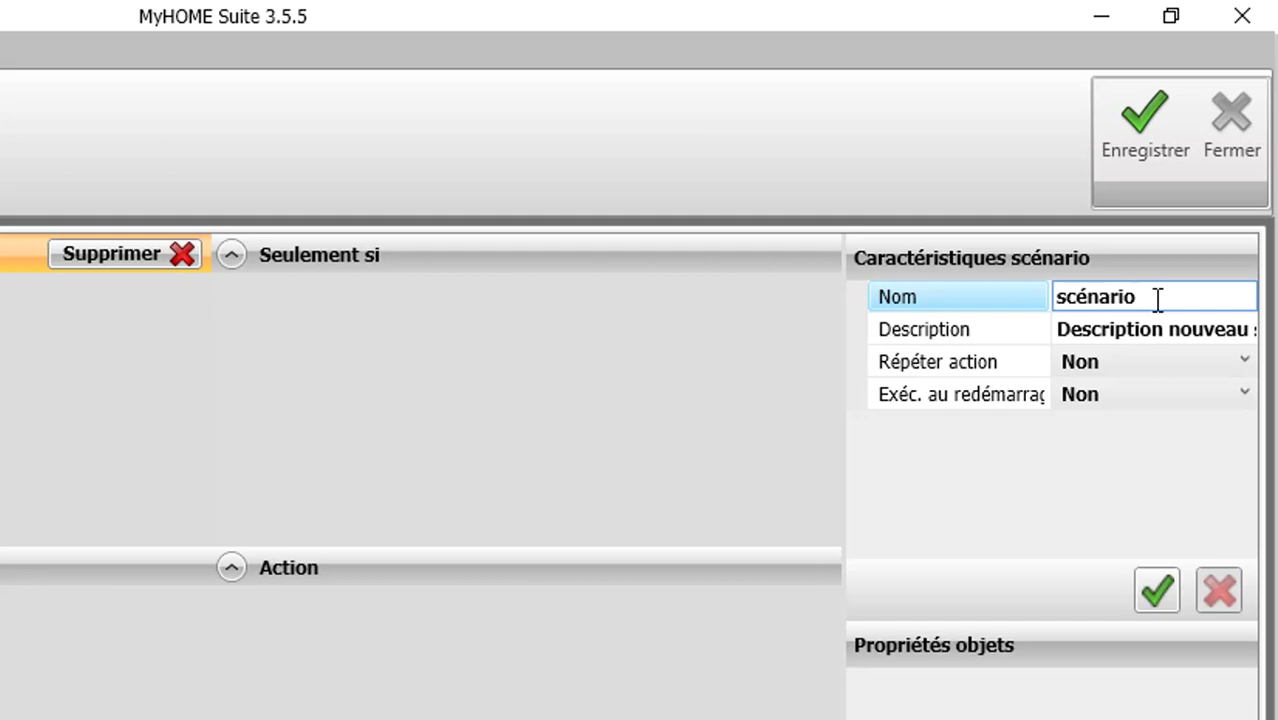 MyHOME Suite 3.5.5
Enregistrer Fermer
Supprimer
Seulement si
Caractéristiques scénario
Nom scénario
Description Description nouveau
Répéter action Non
Exéc. au redémarrag Non
Action
Propriétés objets